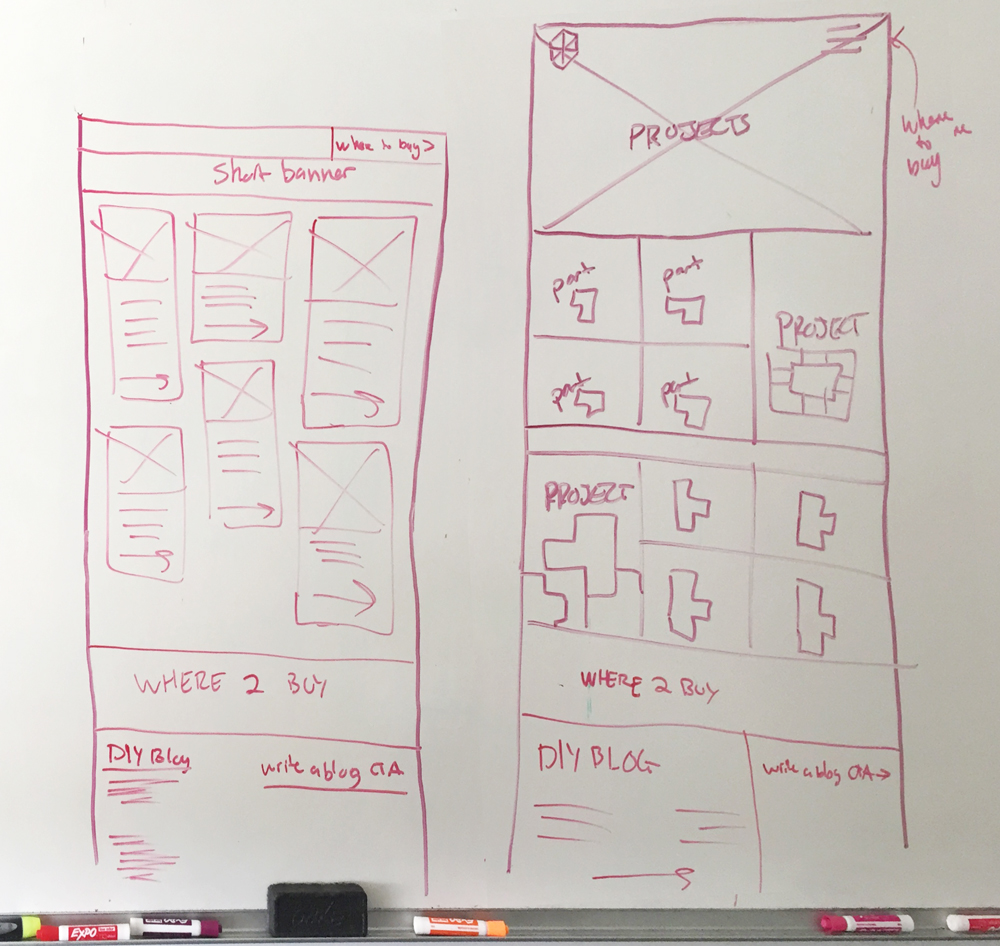 where to buy >
Short banner
WHERE 2 BUY
DIY Blog
write a blog CTA
PROJECTS
where
to
buy
part
part
PROJECT
part
part
PROJECT
WHERE 2 BUY
DIY BLOG
write a blog CTA→
EXPO